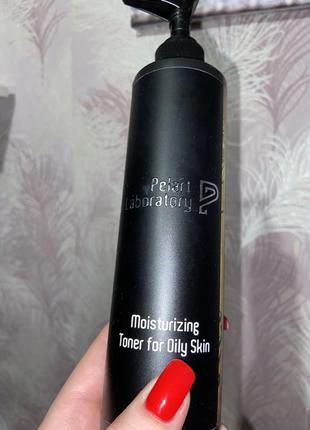 Pelart
Laboratory
Moisturizing
Toner for Oily Skin